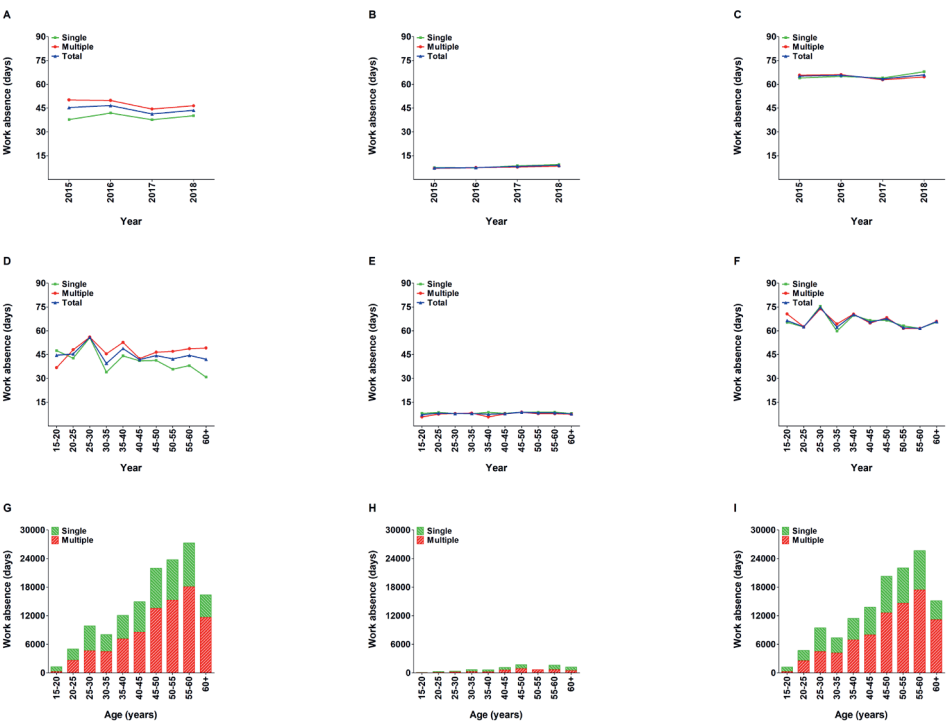 A
Work absence (days)
90
75
60
45
30
15
Single
Multiple
Total
2015
2016
2017
2018
Year
B
Work absence (days)
90
75
60
45
30
15
Single
Multiple
Total
2015
2016
2017
2018
Year
C
Work absence (days)
90
75
60
45
30
15
Single
Multiple
Total
2015
2016
2017
2018
Year
D
Work absence (days)
90
75
60
45
30
15
Single
Multiple
Total
15-20
20-25
25-30
30-35
35-40
40-45
45-50
50-55
55-60
60+
Year
E
Work absence (days)
90
75
60
45
30
15
Single
Multiple
Total
15-20
20-25
25-30
30-35
35-40
40-45
45-50
50-55
55-60
60+
Year
F
Work absence (days)
90
75
60
45
30
15
Single
Multiple
Total
15-20
20-25
25-30
30-35
35-40
40-45
45-50
50-55
55-60
60+
Year
G
Work absence (days)
30000
24000
18000
12000
6000
0
Single
Multiple
15-20
20-25
25-30
30-35
35-40
40-45
45-50
50-55
55-60
60+
Age (years)
H
Work absence (days)
30000
24000
18000
12000
6000
0
Single
Multiple
15-20
20-25
25-30
30-35
35-40
40-45
45-50
50-55
55-60
60+
Age (years)
I
Work absence (days)
30000
24000
18000
12000
6000
0
Single
Multiple
15-20
20-25
25-30
30-35
35-40
40-45
45-50
50-55
55-60
60+
Age (years)